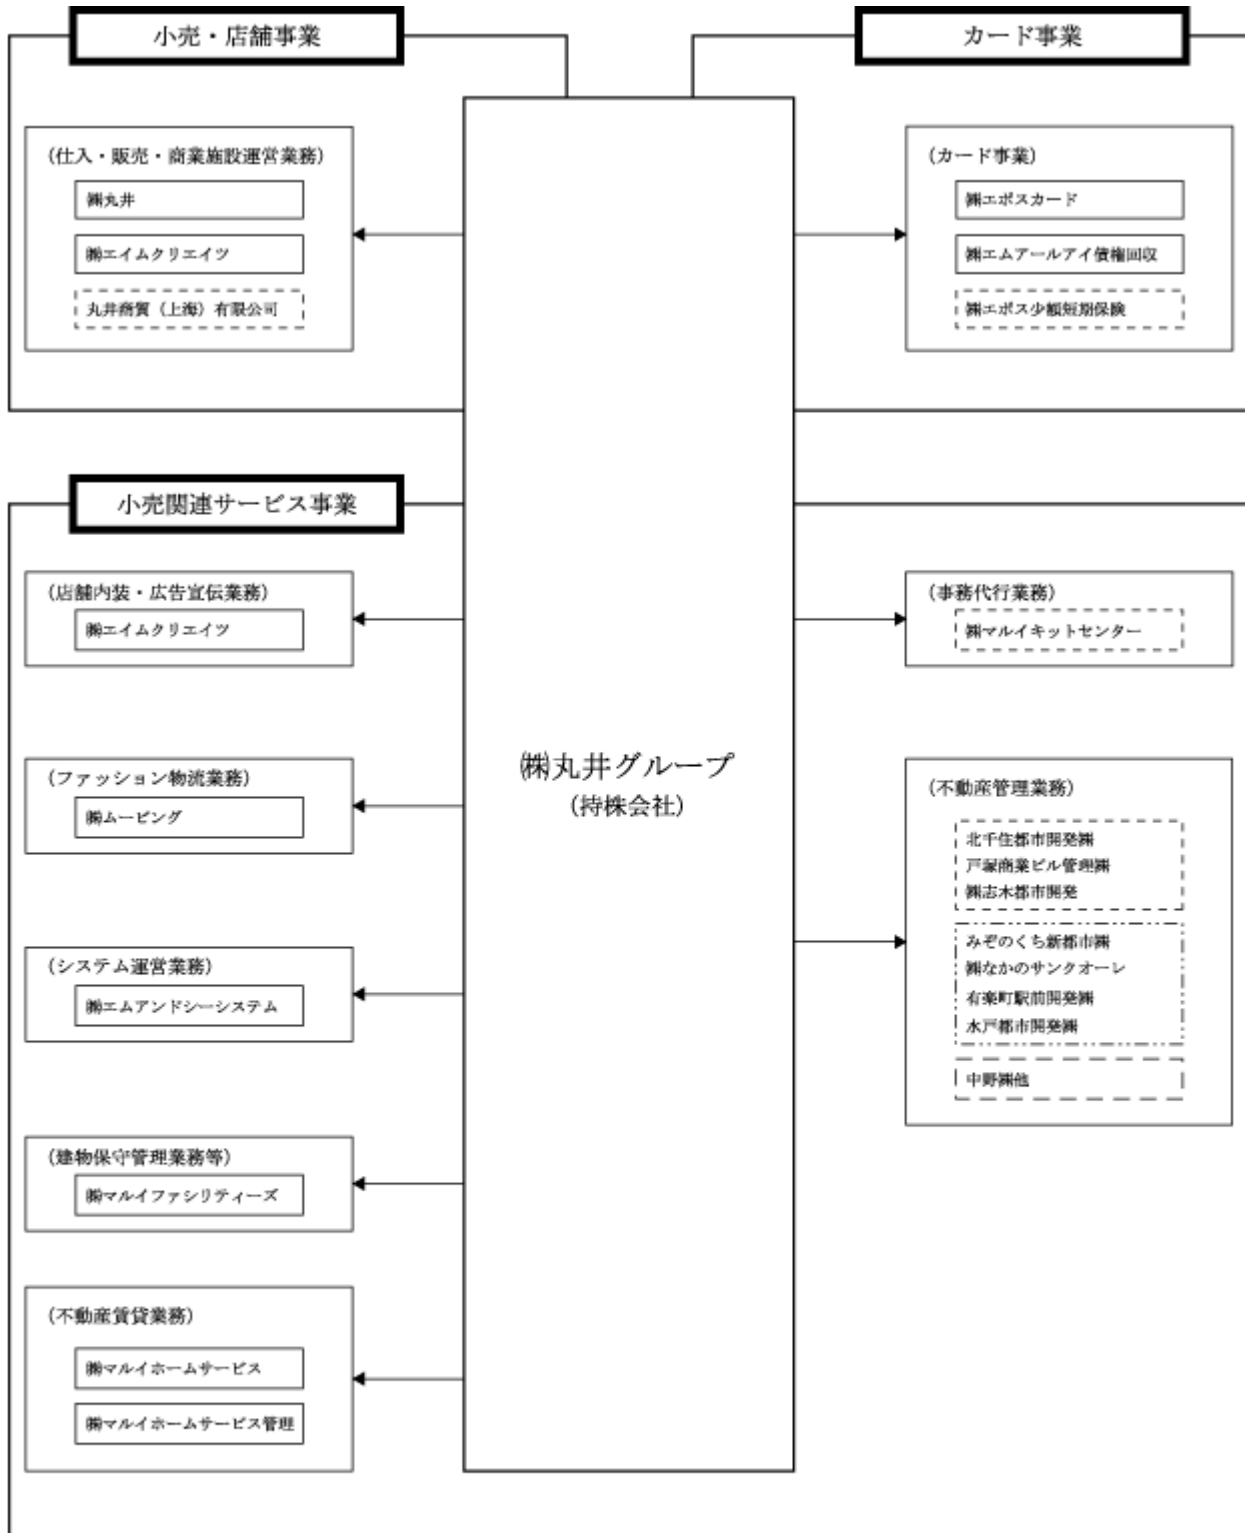 小売・店舗事業
カード事業
(仕入・販売・商業施設運営業務)
㈱丸井
㈱エイムクリエイツ
丸井商貿（上海）有限公司
(カード事業)
㈱エポスカード
㈱エムアールアイ債権回収
㈱エポス少額短期保険
小売関連サービス事業
(店舗内装・広告宣伝業務)
㈱エイムクリエイツ
(ファッション物流業務)
㈱ムービング
(システム運営業務)
㈱エムアンドシーシステム
(建物保守管理業務等)
㈱マルイファシリティーズ
(不動産賃貸業務)
㈱マルイホームサービス
㈱マルイホームサービス管理
㈱丸井グループ
(持株会社)
(事務代行業務)
㈱マルイキットセンター
(不動産管理業務)
北千住都市開発㈱
戸塚商業ビル管理㈱
㈱志木都市開発
みぞのくち新都市㈱
㈱なかのサンクオーレ
有楽町駅前開発㈱
水戸都市開発㈱
中野㈱他